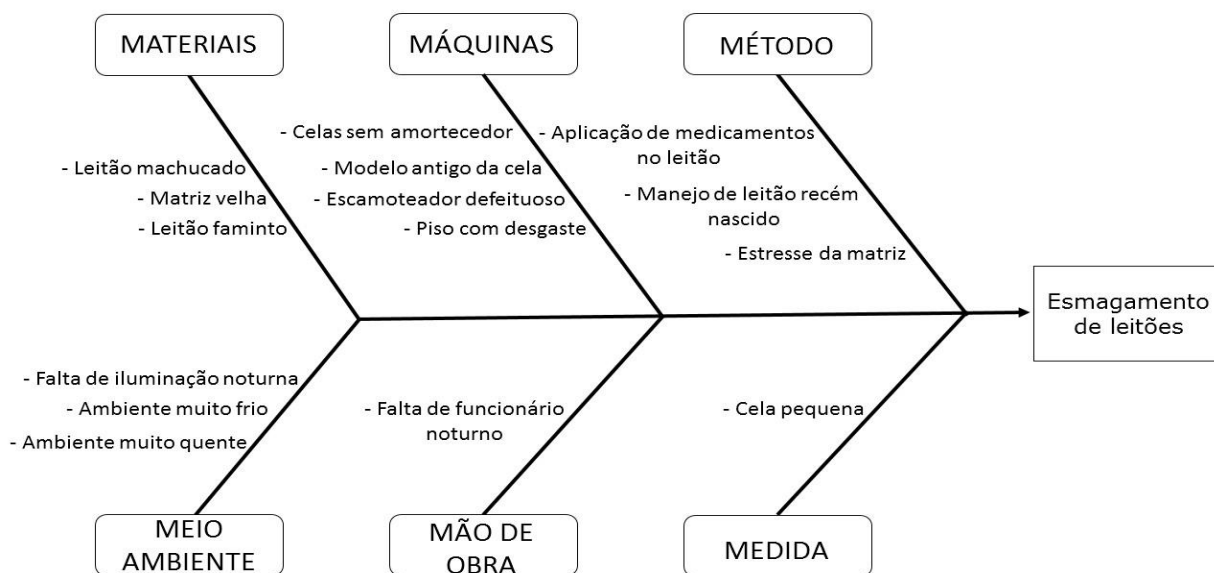 MATERIAIS
MÁQUINAS
MÉTODO
- Leitão machucado
- Matriz velha
- Leitão faminto
- Celas sem amortecedor
- Modelo antigo da cela
- Escamoteador defeituoso
- Piso com desgaste
- Aplicação de medicamentos
no leitão
- Manejo de leitão recém
nascido
- Estresse da matriz
Esmagamento
de leitões
- Falta de iluminação noturna
- Ambiente muito frio
- Ambiente muito quente
- Falta de funcionário
noturno
- Cela pequena
MEIO
AMBIENTE
MÃO DE
OBRA
MEDIDA